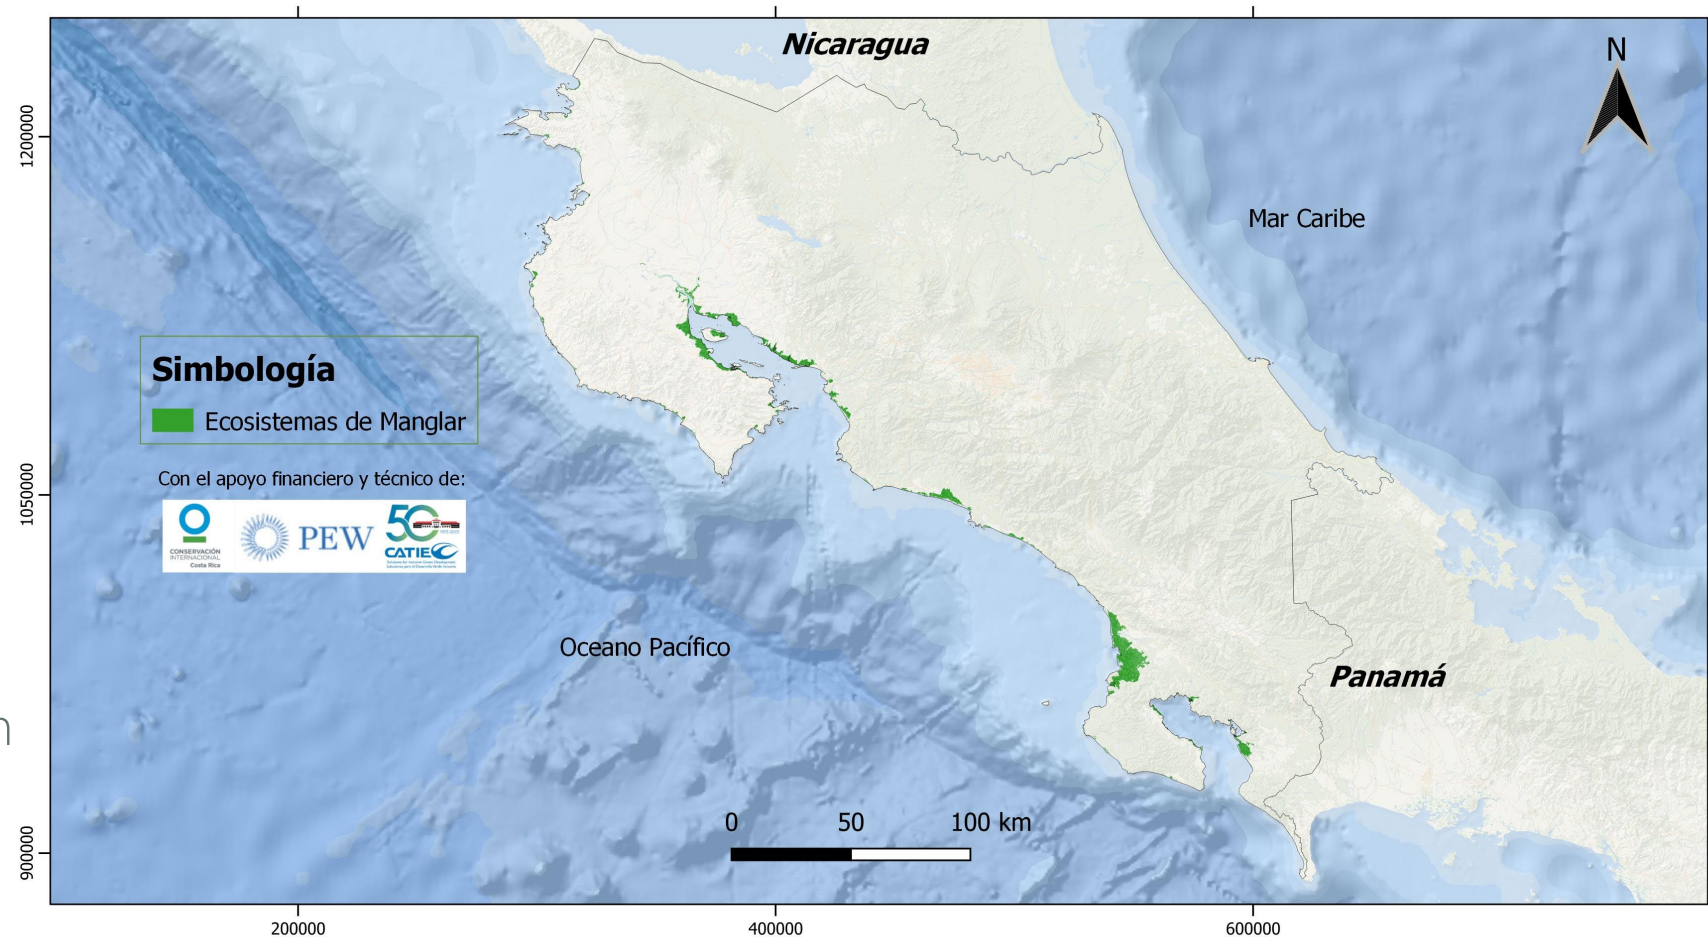 Nicaragua
N
1200000
Mar Caribe
Simbología
Ecosistemas de Manglar
Con el apoyo financiero y técnico de:
1050000
CONSERVACIÓN
INTERNACIONAL
Costa Rica
PEW
50
CATIE
Oceano Pacífico
Panamá
n
0 50 100 km
900000
200000 400000 600000